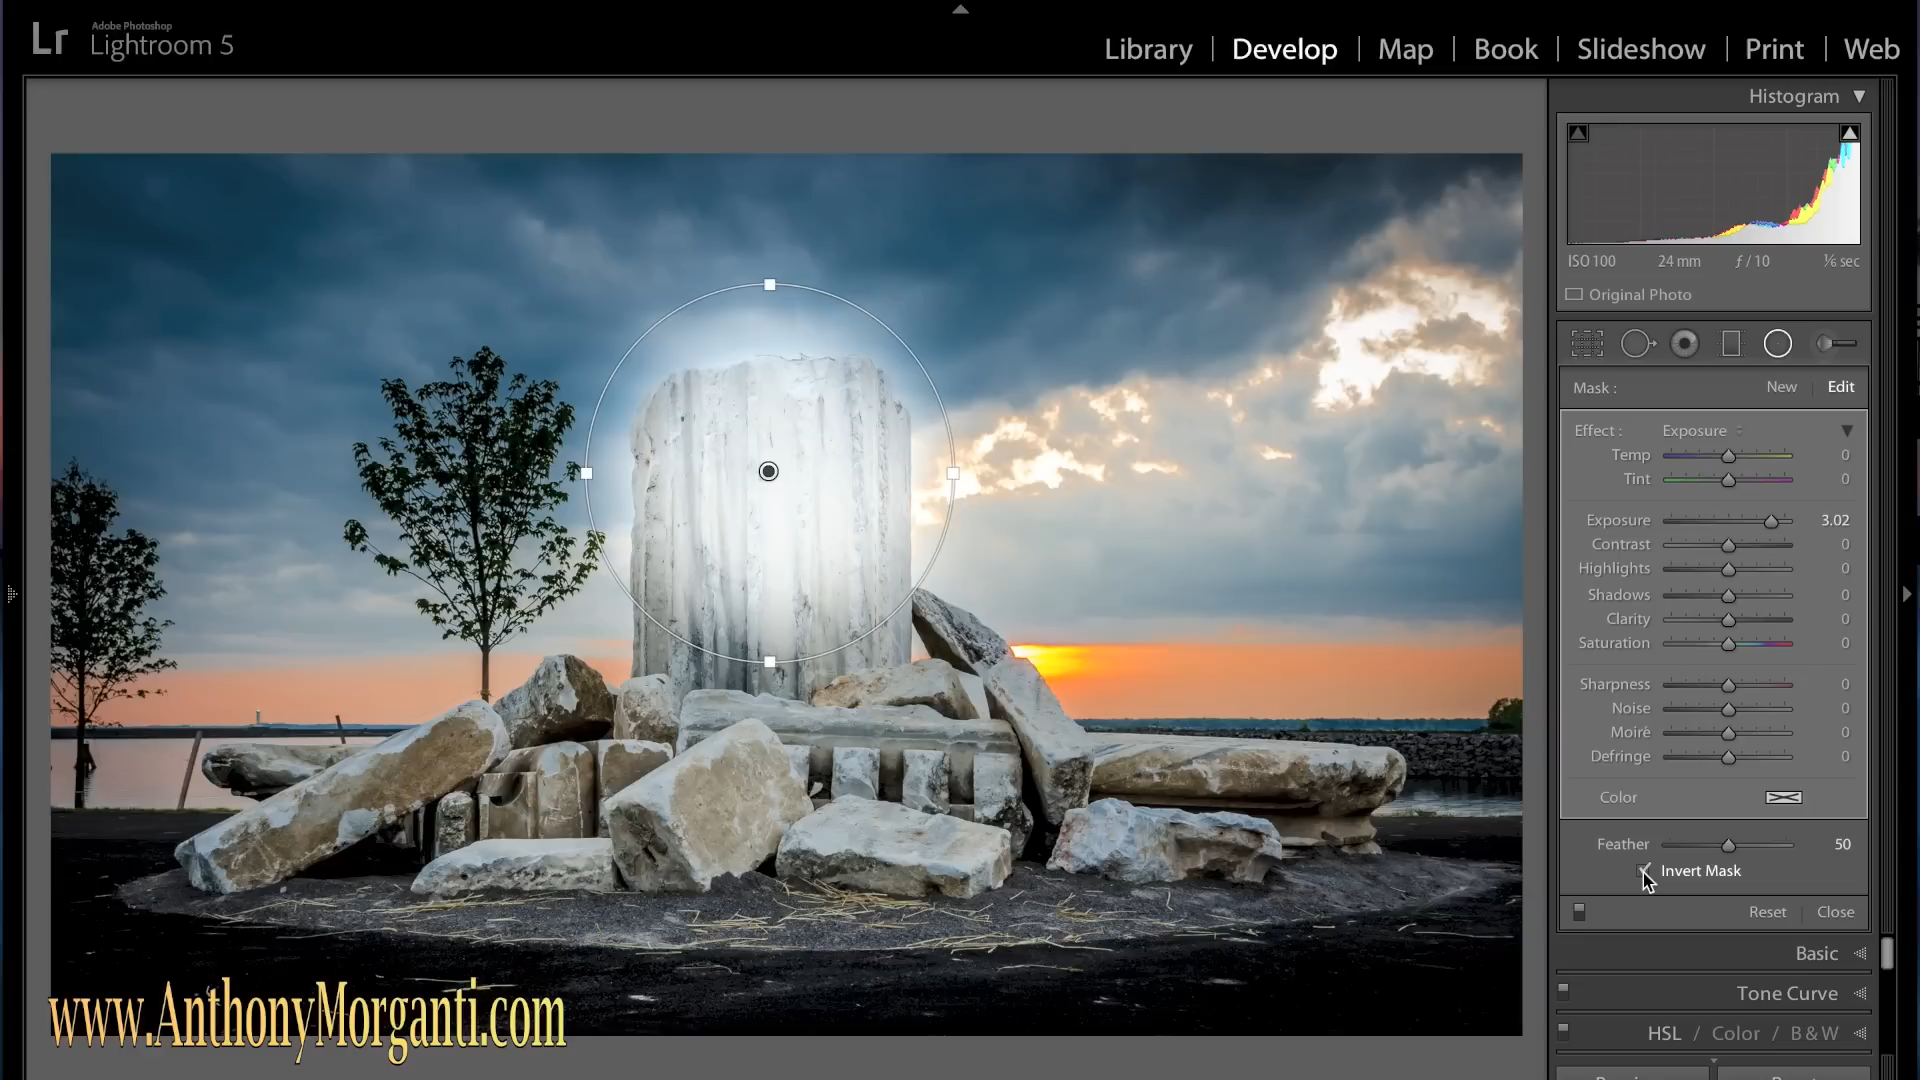 Lr
Adobe Photoshop
Lightroom 5
Library | Develop | Map | Book | Slideshow | Print | Web
Histogram
ISO 100 24 mm ƒ / 10 ⅙ sec
Original Photo
Mask : New Edit
Effect : Exposure
Temp 0
Tint 0
Exposure 3.02
Contrast 0
Highlights 0
Shadows 0
Clarity 0
Saturation 0
Sharpness 0
Noise 0
Moiré 0
Defringe 0
Color
Feather 50
Invert Mask
Reset Close
Basic
Tone Curve
HSL / Color / B & W
www.AnthonyMorganti.com